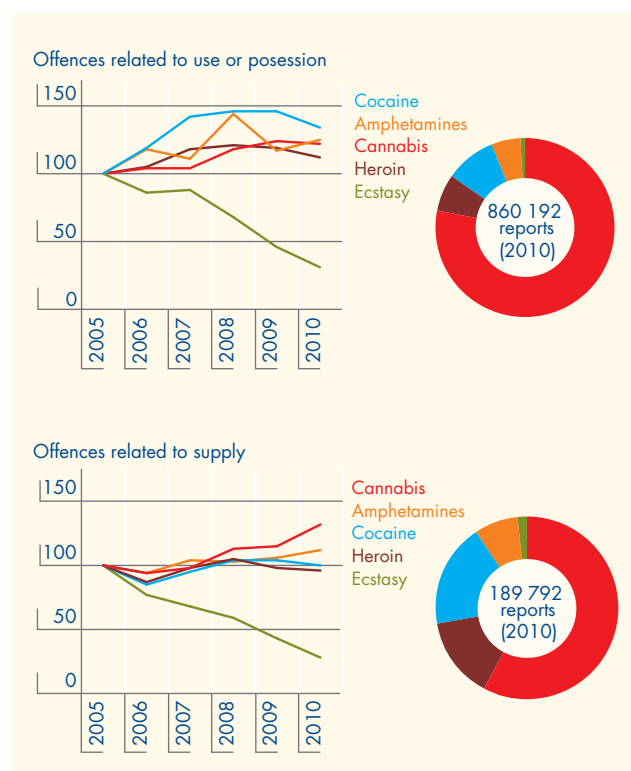 Offences related to use or posession
150
100
50
0
2005
2006
2007
2008
2009
2010
Cocaine
Amphetamines
Cannabis
Heroin
Ecstasy
860 192
reports
(2010)
Offences related to supply
150
100
50
0
2005
2006
2007
2008
2009
2010
Cannabis
Amphetamines
Cocaine
Heroin
Ecstasy
189 792
reports
(2010)